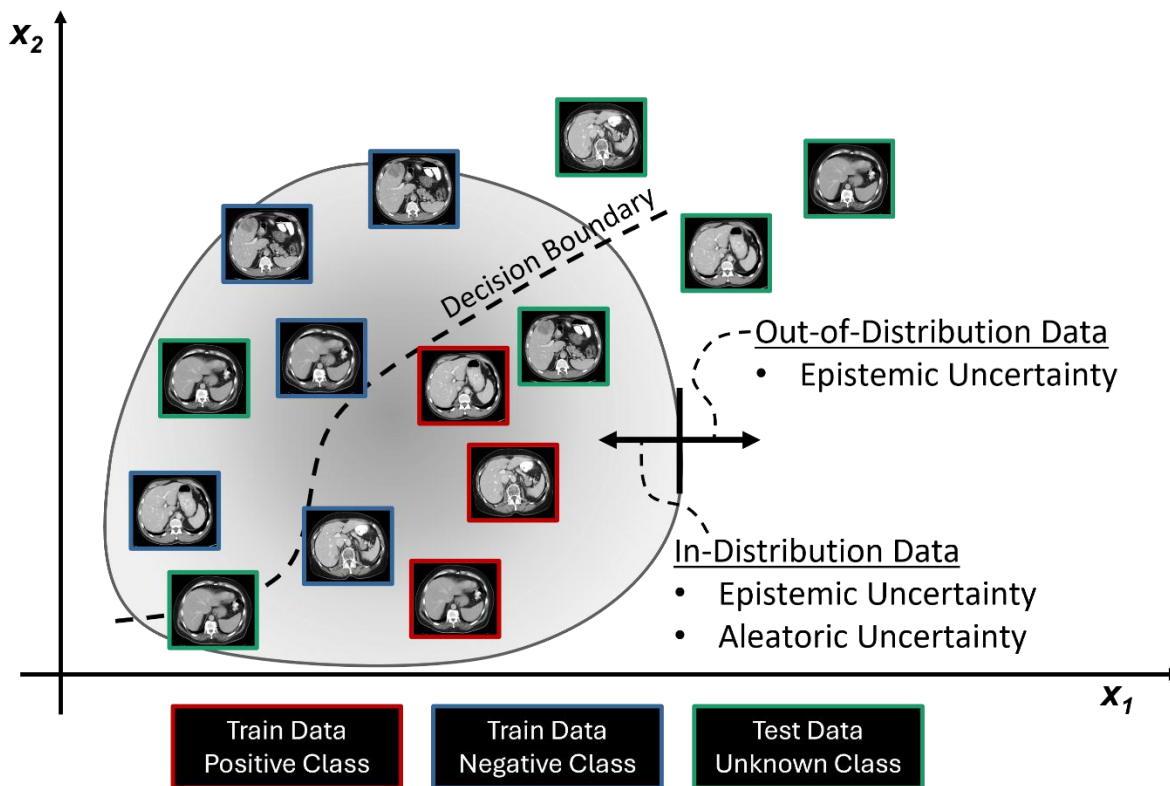 x2
Decision Boundary
Out-of-Distribution Data
• Epistemic Uncertainty
In-Distribution Data
• Epistemic Uncertainty
• Aleatoric Uncertainty
x1
Train Data
Positive Class
Train Data
Negative Class
Test Data
Unknown Class